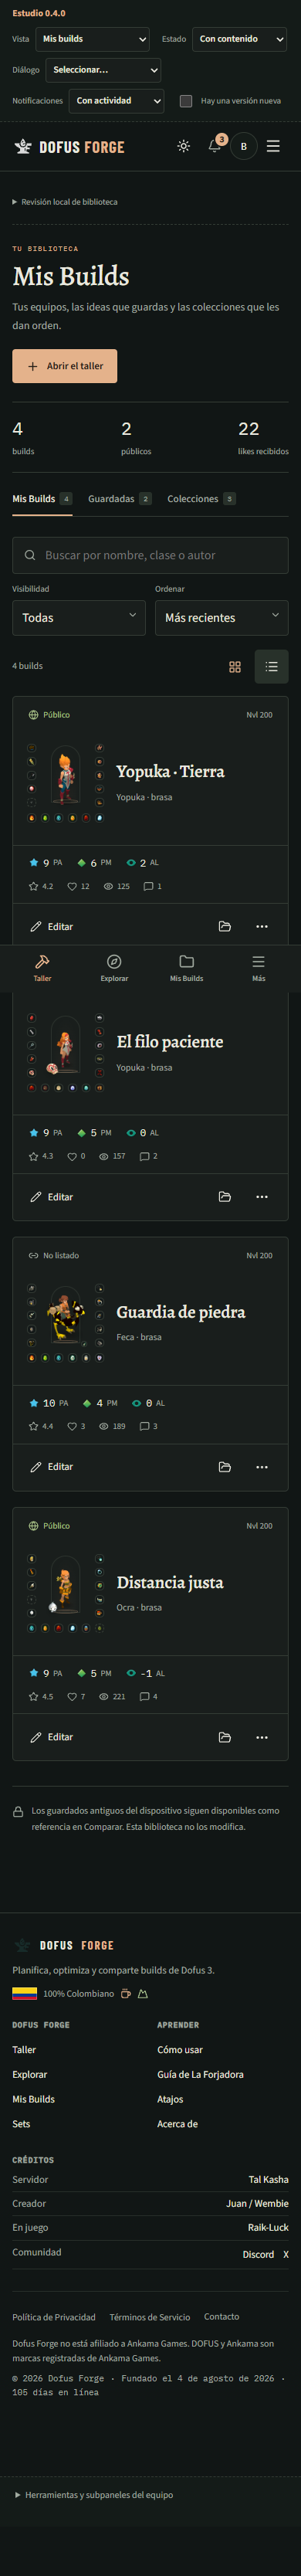 Estudio 0.4.0
Vista Mis builds Estado Con contenido
Diálogo Seleccionar...
Notificaciones Con actividad Hay una versión nueva
DOFUS FORGE 3 B
Revisión local de biblioteca
TU BIBLIOTECA
Mis Builds
Tus equipos, las ideas que guardas y las colecciones que les
dan orden.
Abrir el taller
4 2 22
builds públicos likes recibidos
Mis Builds 4 Guardadas 2 Colecciones 5
Buscar por nombre, clase o autor
Visibilidad Ordenar
Todas Más recientes
4 builds
Público Nvl 200
Yopuka · Tierra
Yopuka · brasa
9 PA 6 PM 2 AL
4.2 12 125 1
Editar
Taller Explorar Mis Builds Más
El filo paciente
Yopuka · brasa
9 PA 5 PM 0 AL
4.3 0 157 2
Editar
No listado Nvl 200
Guardia de piedra
Feca · brasa
10 PA 4 PM 0 AL
4.4 3 189 3
Editar
Público Nvl 200
Distancia justa
Ocra · brasa
9 PA 5 PM -1 AL
4.5 7 221 4
Editar
Los guardados antiguos del dispositivo siguen disponibles como
referencia en Comparar. Esta biblioteca no los modifica.
DOFUS FORGE
Planifica, optimiza y comparte builds de Dofus 3.
100% Colombiano
DOFUS FORGE APRENDER
Taller Cómo usar
Explorar Guía de La Forjadora
Mis Builds Atajos
Sets Acerca de
CRÉDITOS
Servidor Tal Kasha
Creador Juan / Wembie
En juego Raik-Luck
Comunidad Discord X
Política de Privacidad Términos de Servicio Contacto
Dofus Forge no está afiliado a Ankama Games. DOFUS y Ankama son
marcas registradas de Ankama Games.
© 2026 Dofus Forge · Fundado el 4 de agosto de 2026 ·
105 días en línea
Herramientas y subpaneles del equipo